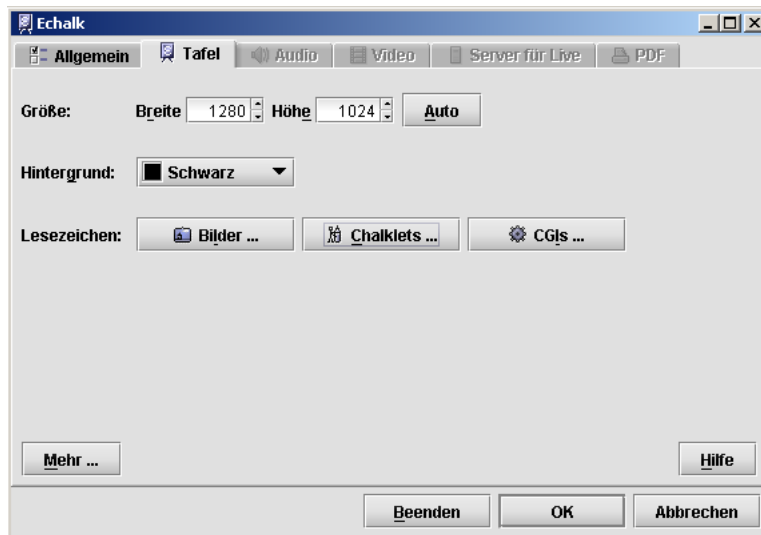 Echalk
Allgemein Tafel Audio Video Server für Live PDF
Größe: Breite 1280 Höhe 1024 Auto
Hintergrund: Schwarz
Lesezeichen: Bilder ... Chalklets ... CGIs ...
Mehr ... Hilfe
Beenden OK Abbrechen